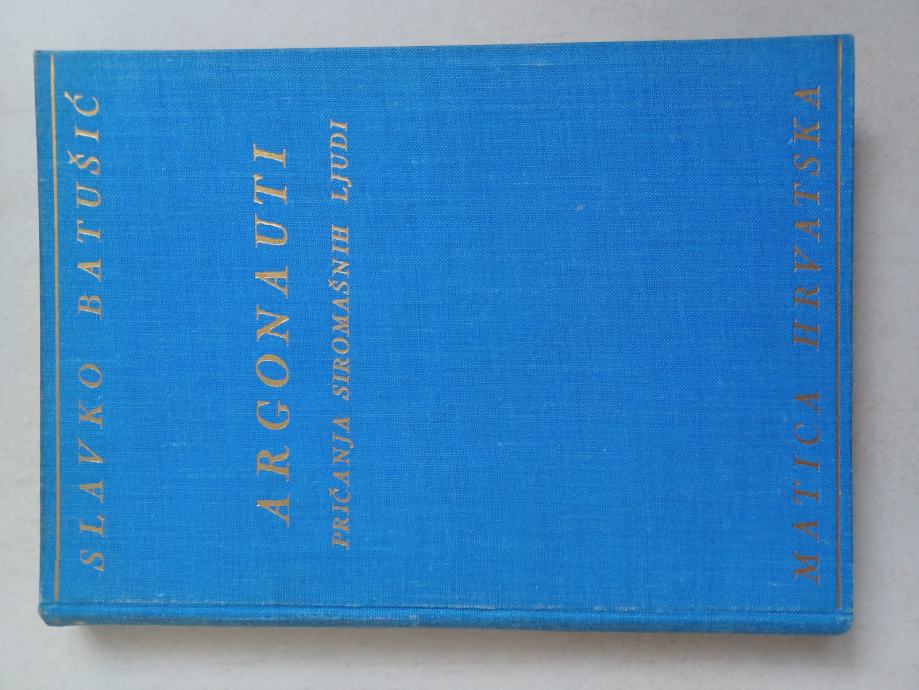 SLAVKO BATUŠIĆ
ARGONAUTI
PRIČANJA SIROMAŠNIH LJUDI
MATICA HRVATSKA